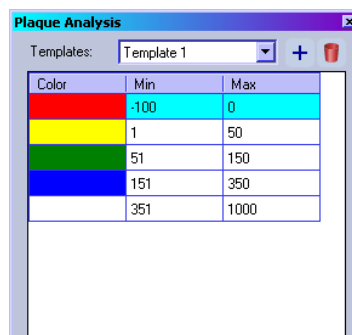 Plaque Analysis
Templates: Template 1
Color Min Max
-100 0
1 50
51 150
151 350
351 1000